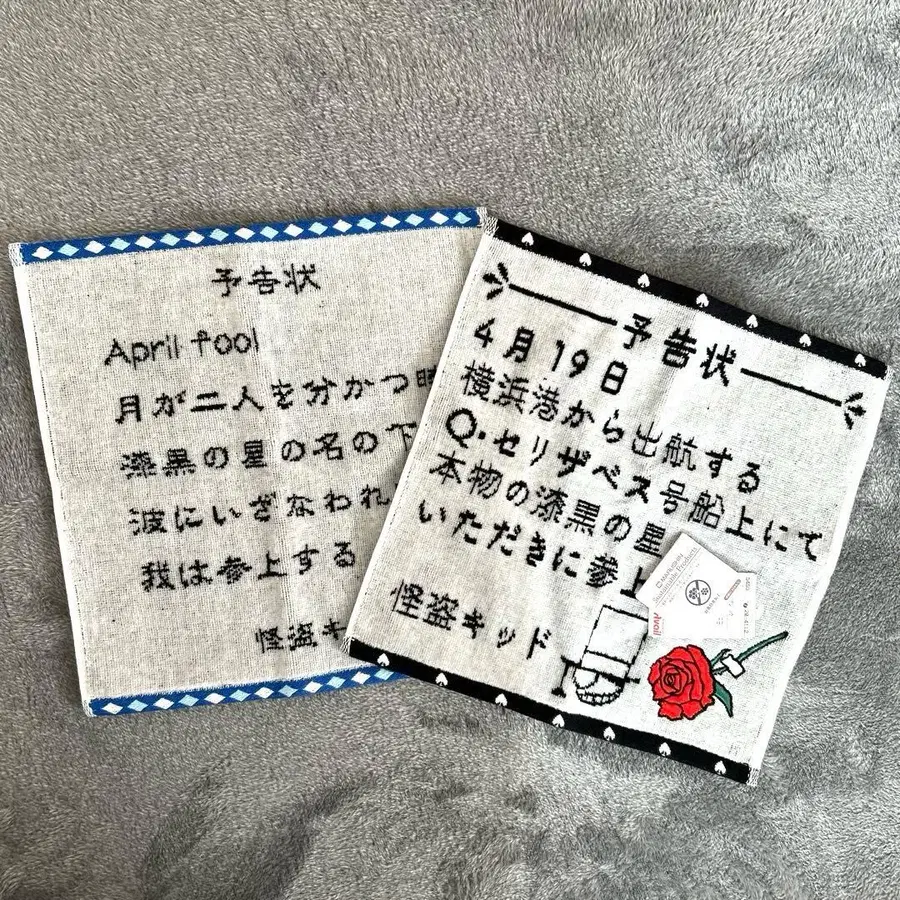 予告状
April fool
月が二人を分かつ時
漆黒の星の名の下
波にいざなわれ
我は参上する
怪盗キ
予告状
4月19日
横浜港から出航する
Q.セリザベス号船上にて
本物の漆黒の星
いただきに参上
怪盗キッド
Avail